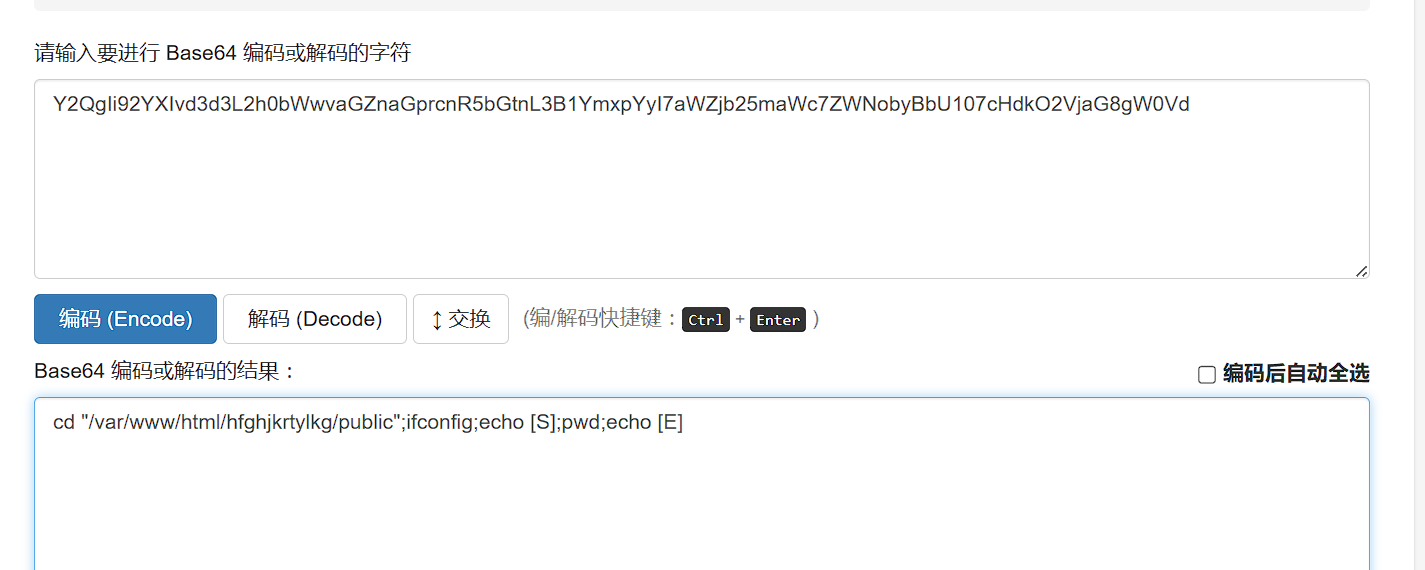 请输入要进行 Base64 编码或解码的字符
Y2QgIi92YXIvd3d3L2h0bWwvaGZnaGprcnR5bGtnL3B1YmxpYyI7aWZjb25maWc7ZWNobyBbU107cHdkO2VjaG8gW0Vd
编码 (Encode) 解码 (Decode) ↕ 交换 (编/解码快捷键：Ctrl + Enter )
Base64 编码或解码的结果： 编码后自动全选
cd "/var/www/html/hfghjkrtylkg/public";ifconfig;echo [S];pwd;echo [E]